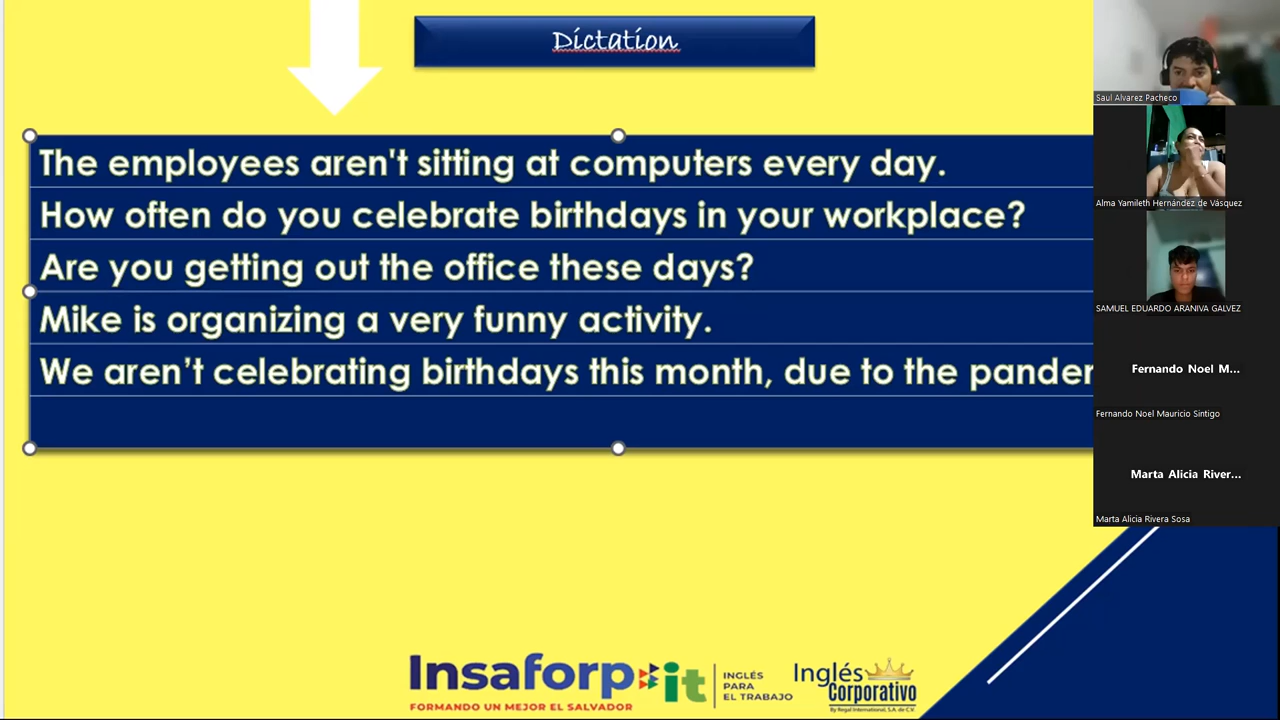 Dictation
The employees aren't sitting at computers every day.
How often do you celebrate birthdays in your workplace?
Are you getting out the office these days?
Mike is organizing a very funny activity.
We aren’t celebrating birthdays this month, due to the pander
Saul Alvarez Pacheco
Alma Yamileth Hernández de Vásquez
SAMUEL EDUARDO ARANIVA GALVEZ
Fernando Noel M...
Fernando Noel Mauricio Sintigo
Marta Alicia River...
Marta Alicia Rivera Sosa
Insaforp
FORMANDO UN MEJOR EL SALVADOR
it
INGLÉS
PARA
EL TRABAJO
Inglés
Corporativo
By Regal International, S.A. de C.V.